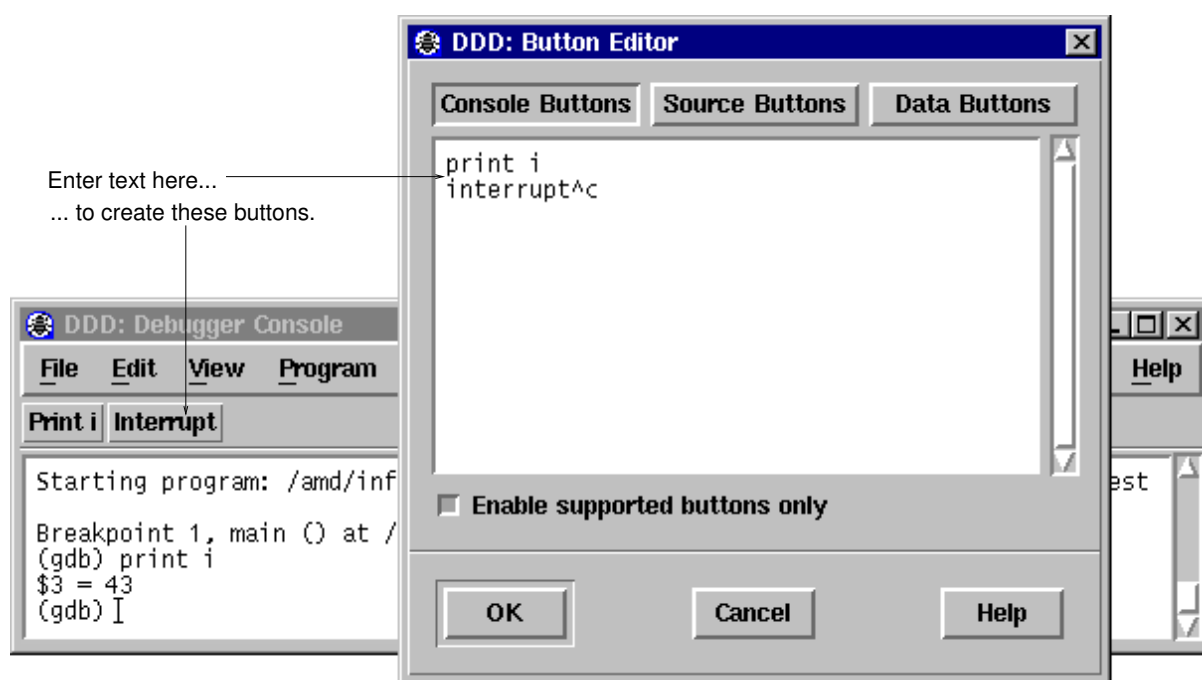 DDD: Button Editor
Console Buttons Source Buttons Data Buttons
print i
interrupt^c
Enter text here...
... to create these buttons.
DDD: Debugger Console
File Edit View Program Help
Print i Interrupt
Starting program: /amd/inf est
Enable supported buttons only
Breakpoint 1, main () at /
(gdb) print i
$3 = 43
(gdb)
OK Cancel Help